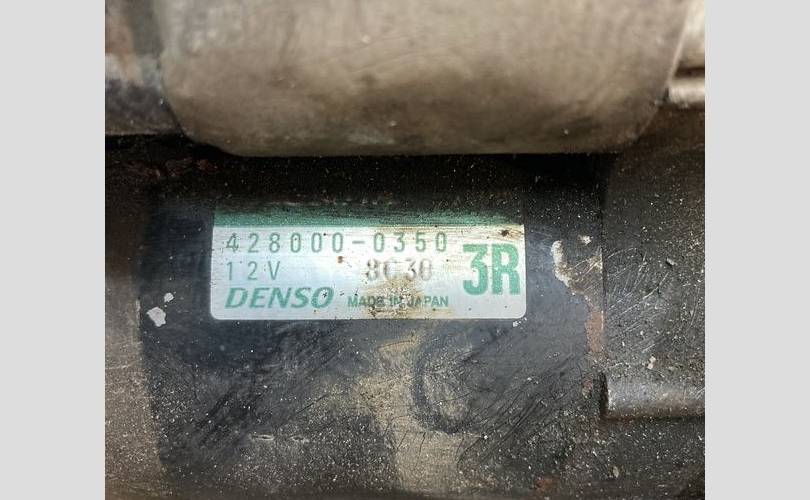 428000-0350
12V 8C30 3R
DENSO MADE IN JAPAN